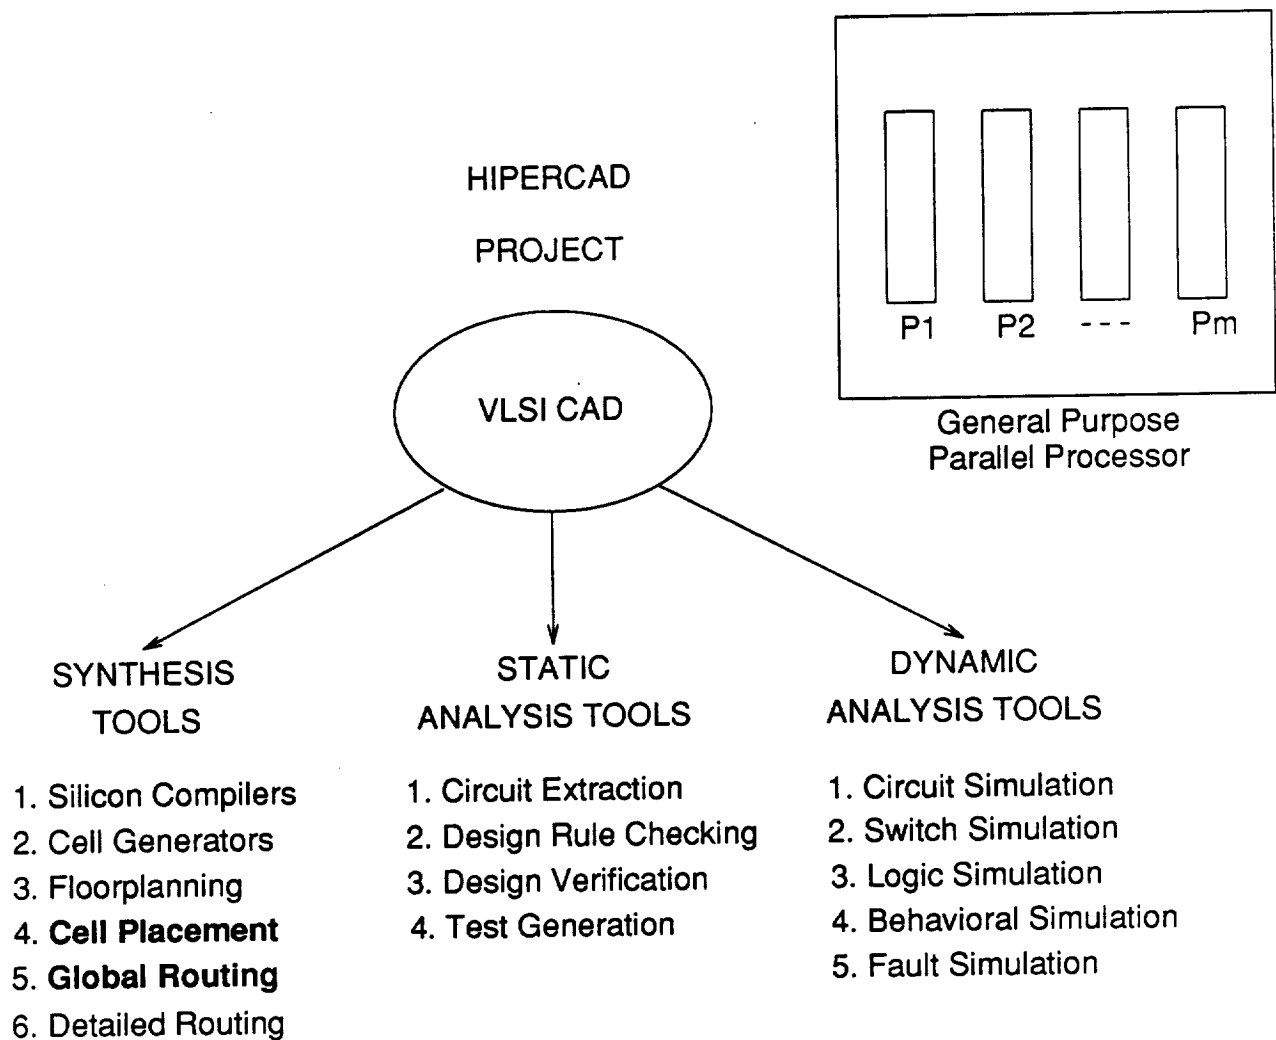 HIPERCAD
PROJECT
VLSI CAD
P1 P2 --- Pm
General Purpose
Parallel Processor
SYNTHESIS
TOOLS
1. Silicon Compilers
2. Cell Generators
3. Floorplanning
4. Cell Placement
5. Global Routing
6. Detailed Routing
STATIC
ANALYSIS TOOLS
1. Circuit Extraction
2. Design Rule Checking
3. Design Verification
4. Test Generation
DYNAMIC
ANALYSIS TOOLS
1. Circuit Simulation
2. Switch Simulation
3. Logic Simulation
4. Behavioral Simulation
5. Fault Simulation